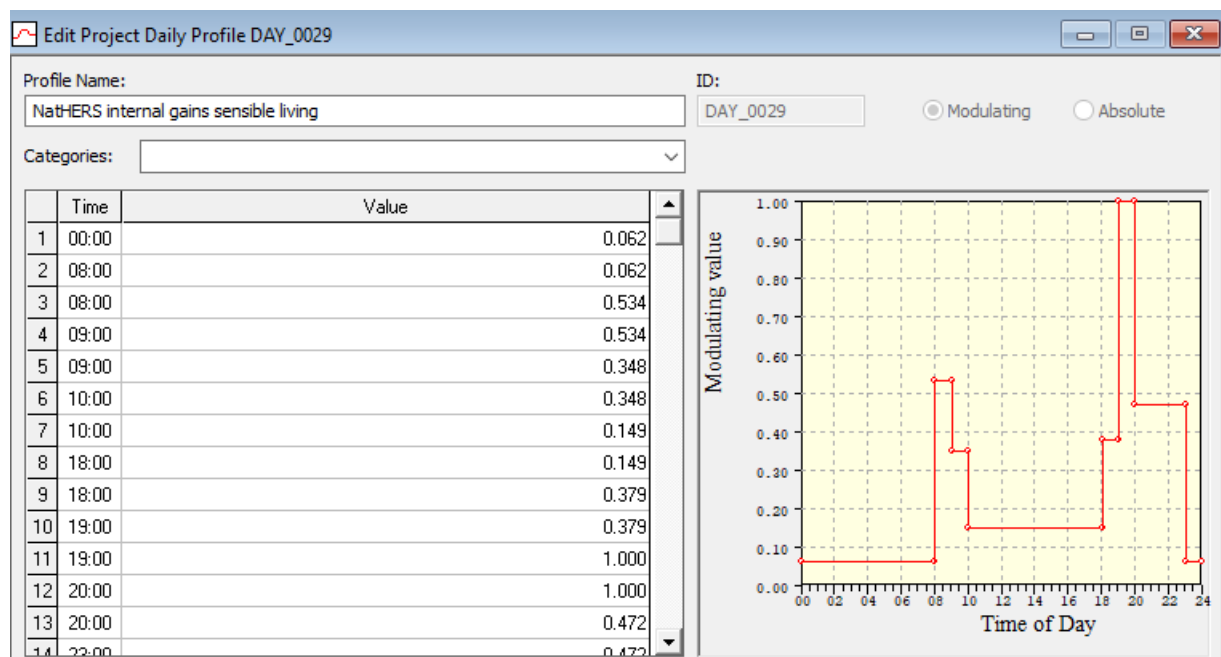 Edit Project Daily Profile DAY_0029
Profile Name:
ID:
NatHERS internal gains sensible living
DAY_0029
Modulating
Absolute
Categories:
Time Value
1 00:00 0.062
2 08:00 0.062
3 08:00 0.534
4 09:00 0.534
5 09:00 0.348
6 10:00 0.348
7 10:00 0.149
8 18:00 0.149
9 18:00 0.379
10 19:00 0.379
11 19:00 1.000
12 20:00 1.000
13 20:00 0.472
14 23:00 0.472
Modulating value
1.00
0.90
0.80
0.70
0.60
0.50
0.40
0.30
0.20
0.10
0.00
00 02 04 06 08 10 12 14 16 18 20 22 24
Time of Day